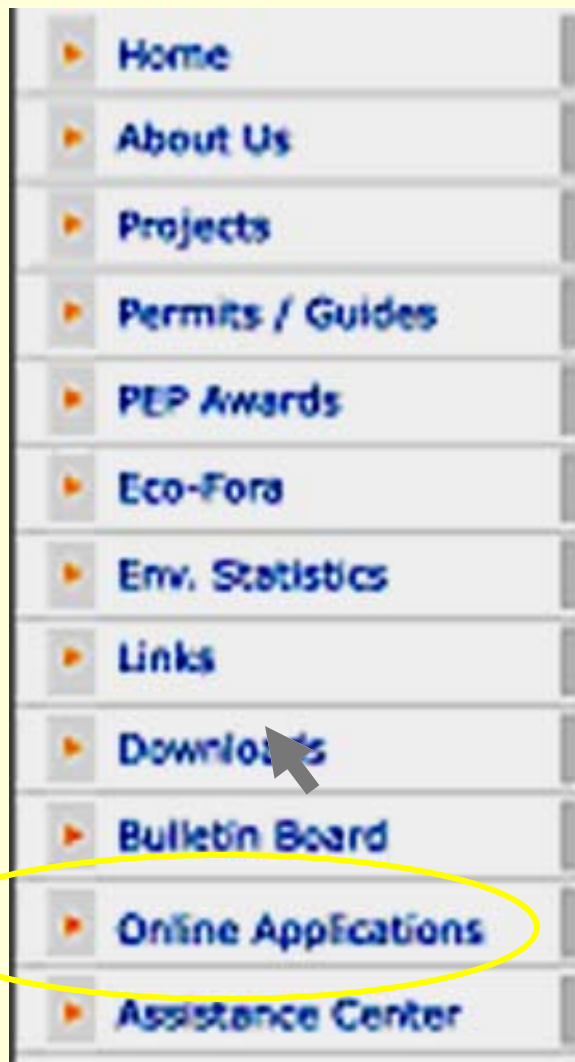 Home
About Us
Projects
Permits / Guides
PEP Awards
Eco-Fora
Env. Statistics
Links
Downloads
Bulletin Board
Online Applications
Assistance Center